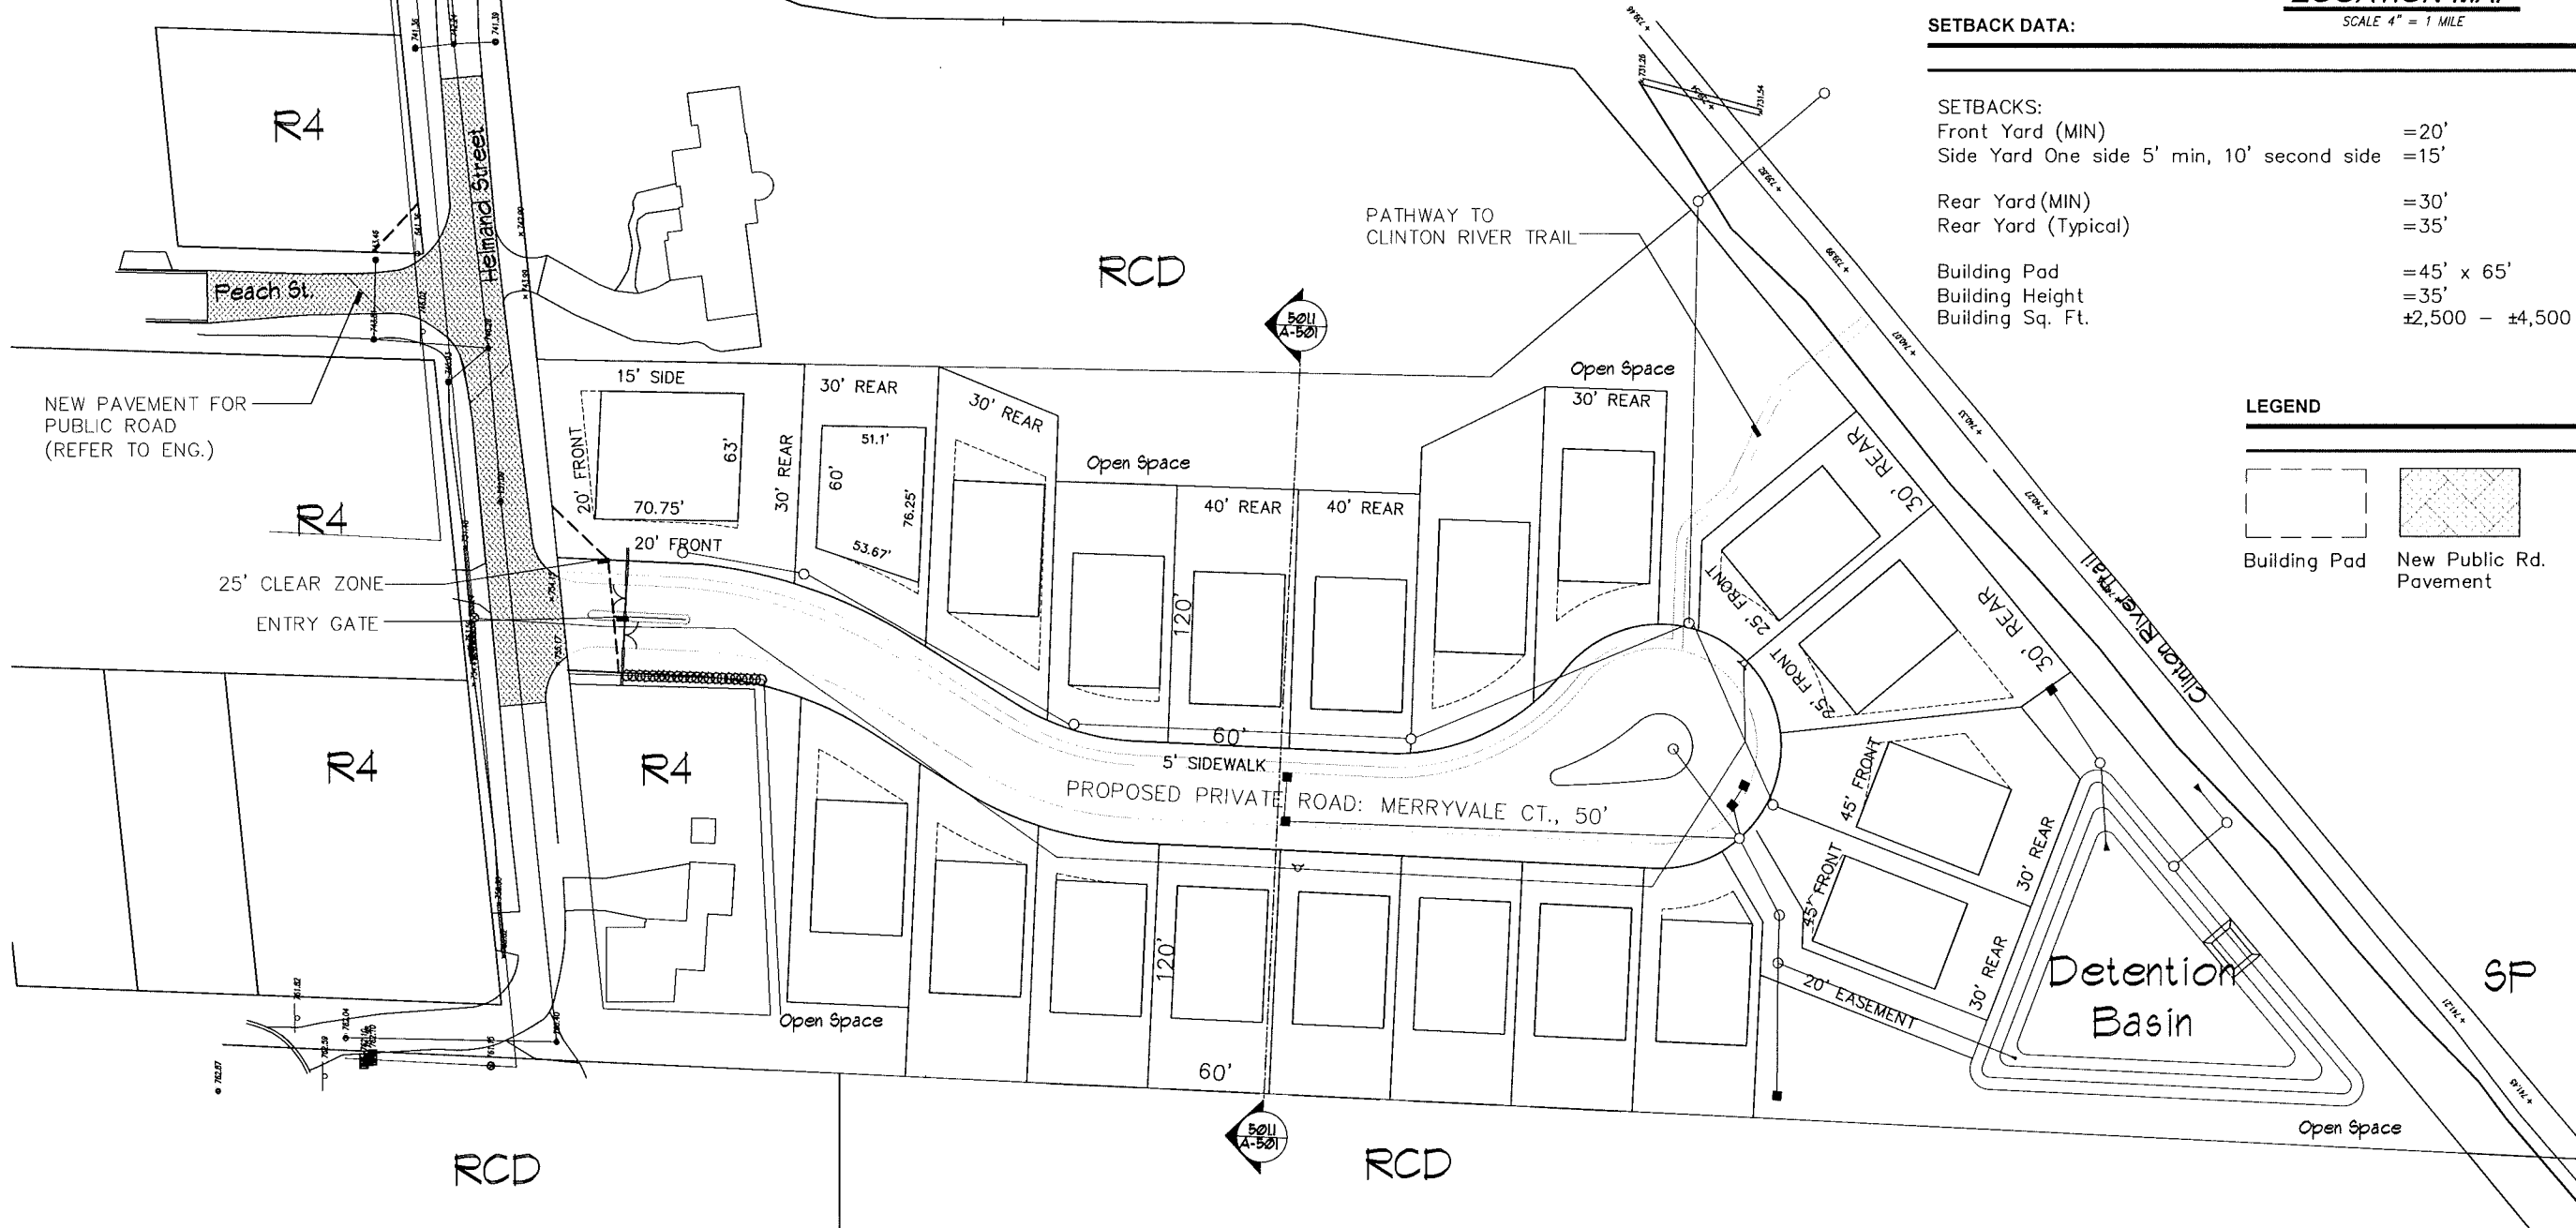 SCALE 4" = 1 MILE
SETBACK DATA:
SETBACKS:
Front Yard (MIN) =20'
Side Yard One side 5' min, 10' second side =15'
Rear Yard (MIN) =30'
Rear Yard (Typical) =35'
Building Pad =45' x 65'
Building Height =35'
Building Sq. Ft. ±2,500 - ±4,500
LEGEND
Building Pad
New Public Rd.
Pavement
R4
Helmand Street
Peach St.
NEW PAVEMENT FOR
PUBLIC ROAD
(REFER TO ENG.)
R4
25' CLEAR ZONE
ENTRY GATE
R4
R4
RCD
PATHWAY TO
CLINTON RIVER TRAIL
5011
A-501
15' SIDE
20' FRONT
63'
70.75'
20' FRONT
30' REAR
30' REAR
51.1'
60'
76.25'
53.67'
30' REAR
Open Space
40' REAR
40' REAR
120'
60'
Open Space
30' REAR
30' REAR
25' FRONT
30' REAR
25' FRONT
Clinton River Trail
5' SIDEWALK
PROPOSED PRIVATE ROAD: MERRYVALE CT., 50'
45' FRONT
30' REAR
45' FRONT
30' REAR
20' EASEMENT
Detention
Basin
SP
Open Space
120'
60'
Open Space
5011
A-501
RCD
RCD